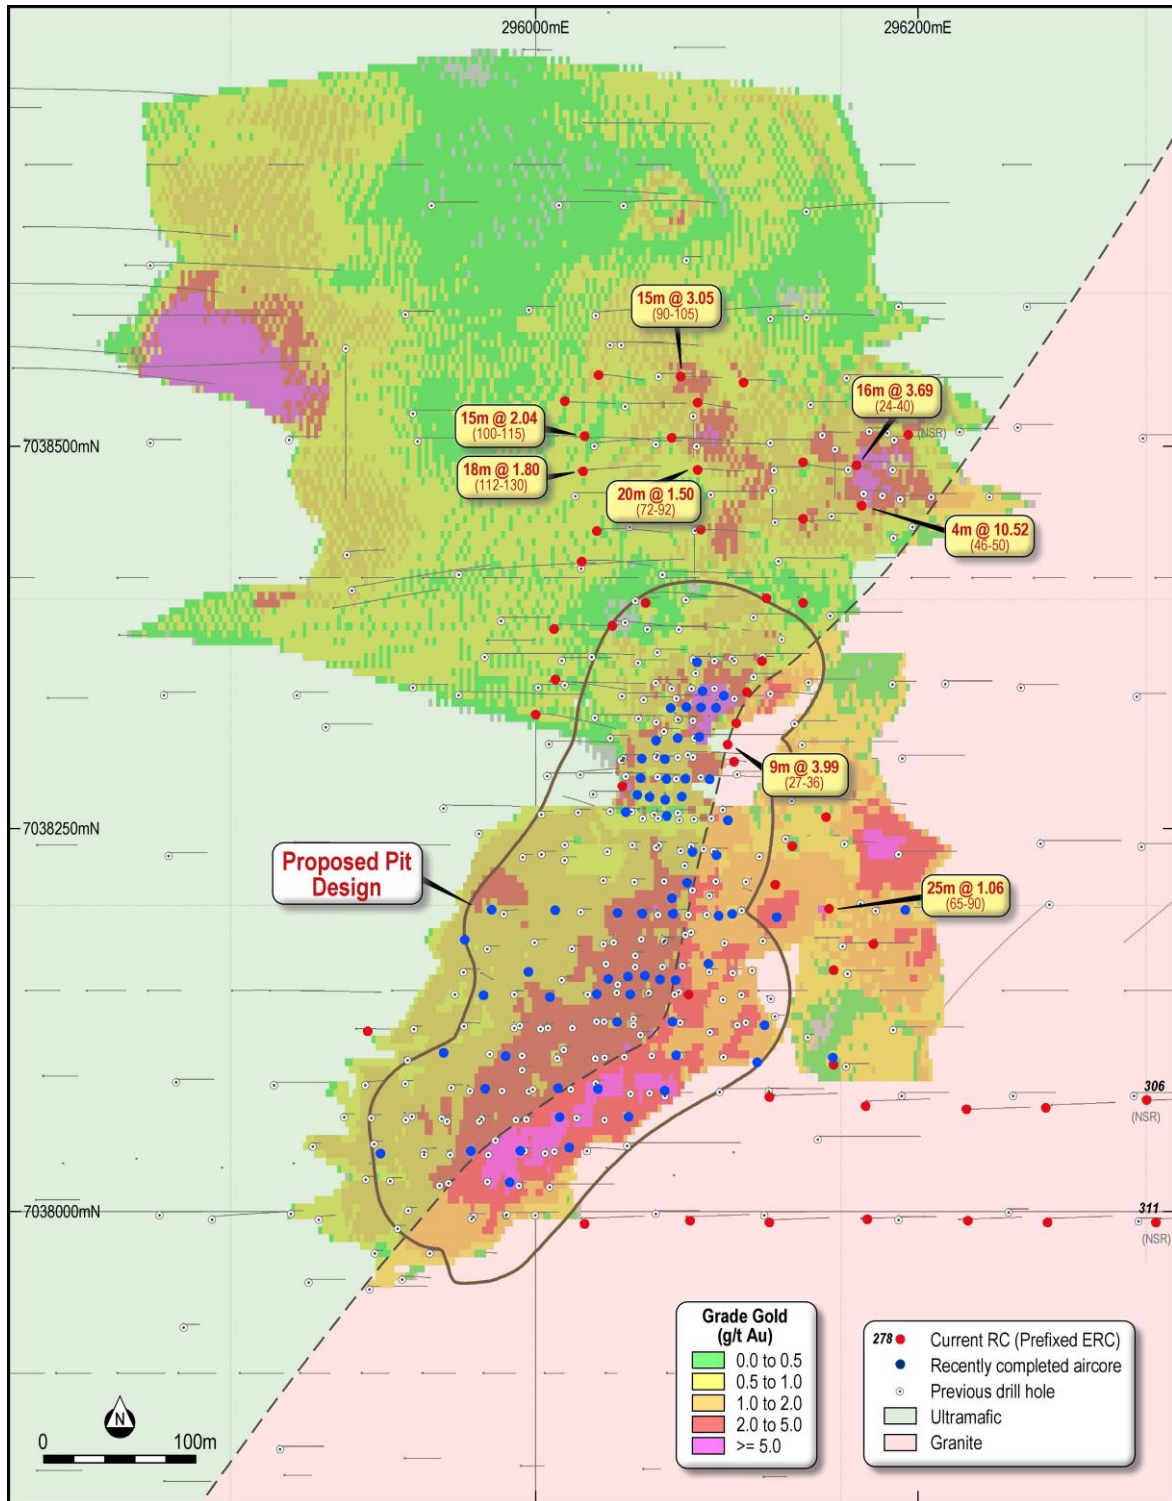 296000mE
296200mE
15m @ 3.05
(90-105)
16m @ 3.69
(24-40)
(NSR)
15m @ 2.04
(100-115)
7038500mN
18m @ 1.80
(112-130)
20m @ 1.50
(72-92)
4m @ 10.52
(46-50)
9m @ 3.99
(27-36)
7038250mN
Proposed Pit
Design
25m @ 1.06
(65-90)
306
(NSR)
7038000mN
311
(NSR)
Grade Gold
(g/t Au)
0.0 to 0.5
0.5 to 1.0
1.0 to 2.0
2.0 to 5.0
>= 5.0
278 Current RC (Prefixed ERC)
Recently completed aircore
Previous drill hole
Ultramafic
Granite
N
0 100m